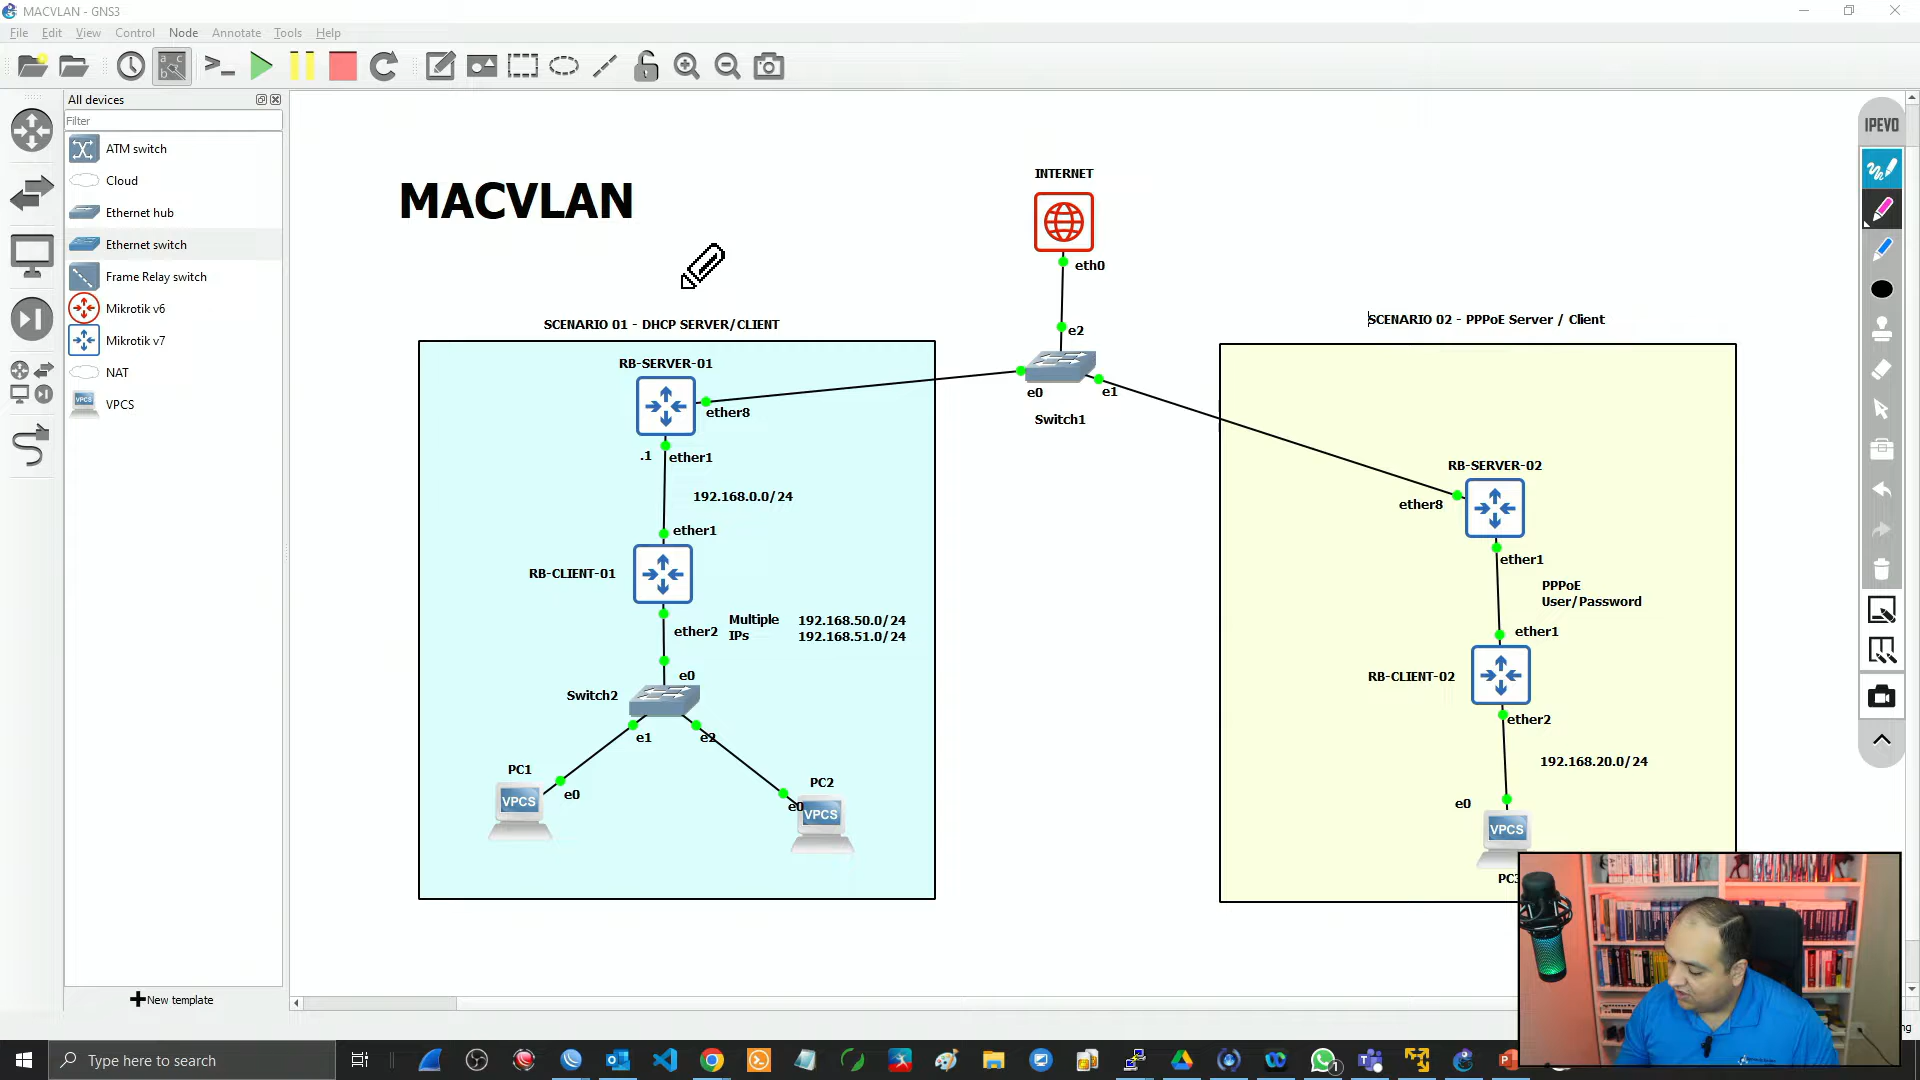 MACVLAN - GNS3
File Edit View Control Node Annotate Tools Help
All devices
Filter
ATM switch
Cloud
Ethernet hub
Ethernet switch
Frame Relay switch
Mikrotik v6
Mikrotik v7
NAT
VPCS
New template
MACVLAN
INTERNET
eth0
e2
e0
e1
Switch1
SCENARIO 01 - DHCP SERVER/CLIENT
RB-SERVER-01
ether8
.1
ether1
192.168.0.0/24
ether1
RB-CLIENT-01
ether2
Multiple
IPs
192.168.50.0/24
192.168.51.0/24
e0
Switch2
e1
e2
PC1
VPCS
e0
PC2
VPCS
e0
SCENARIO 02 - PPPoE Server / Client
RB-SERVER-02
ether8
ether1
PPPoE
User/Password
ether1
RB-CLIENT-02
ether2
192.168.20.0/24
e0
VPCS
IPEVO
Type here to search